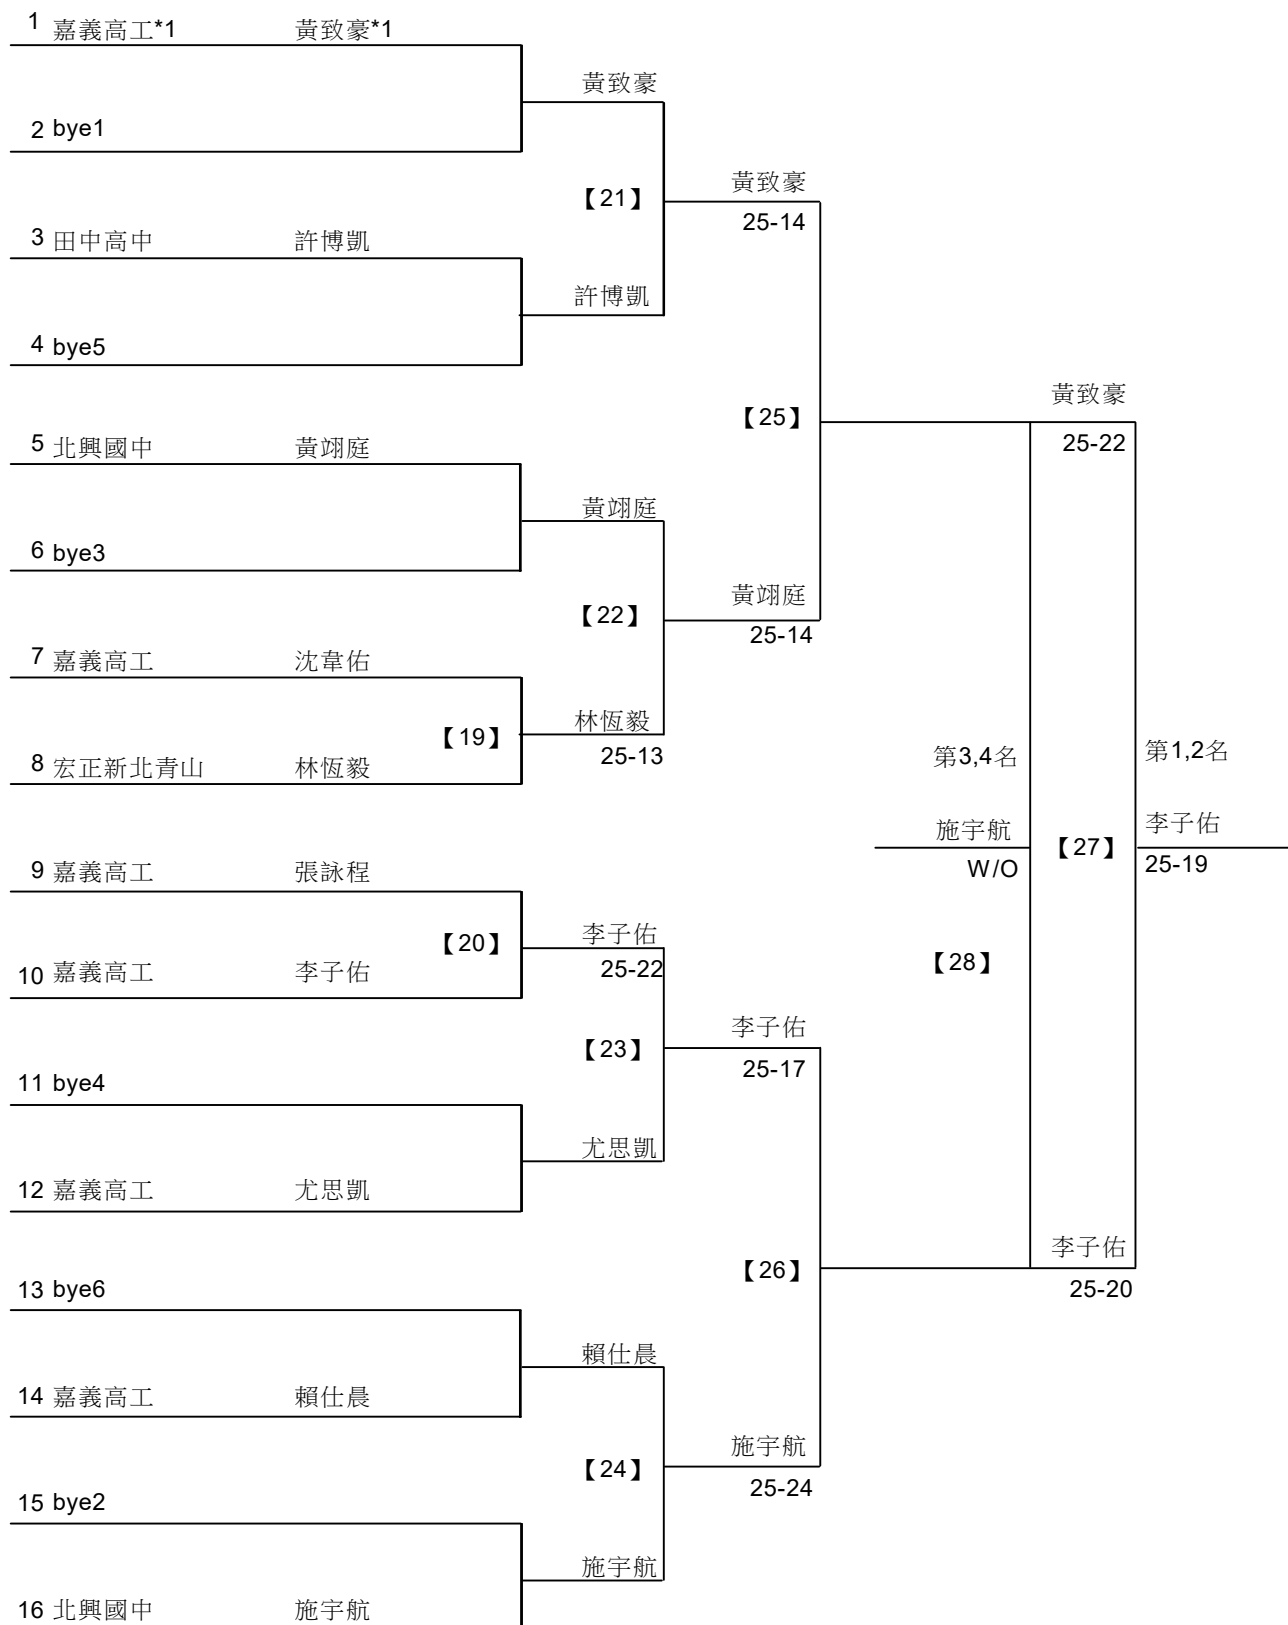 1 嘉義高工*1 黃致豪*1
黃致豪
2 bye1
黃致豪
【21】
25-14
3 田中高中 許博凱
許博凱
4 bye5
黃致豪
【25】
5 北興國中 黃翊庭
25-22
黃翊庭
6 bye3
黃翊庭
【22】
25-14
7 嘉義高工 沈韋佑
林恆毅
【19】
25-13
第3,4名
第1,2名
8 宏正新北青山 林恆毅
施宇航
李子佑
【27】
W/O
25-19
9 嘉義高工 張詠程
李子佑
【20】
25-22
【28】
10 嘉義高工 李子佑
李子佑
【23】
25-17
11 bye4
尤思凱
12 嘉義高工 尤思凱
李子佑
【26】
25-20
13 bye6
賴仕晨
14 嘉義高工 賴仕晨
施宇航
【24】
25-24
15 bye2
施宇航
16 北興國中 施宇航